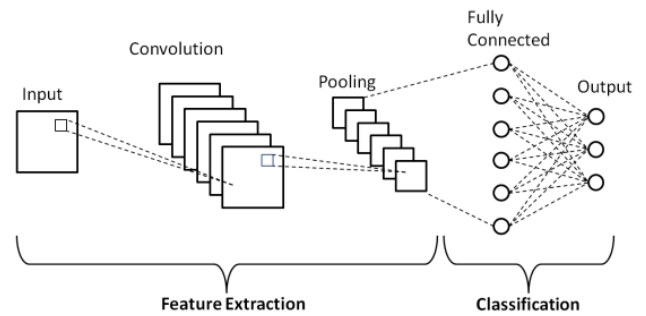 Fully
Connected
Convolution
Pooling
Input
Output
Feature Extraction
Classification